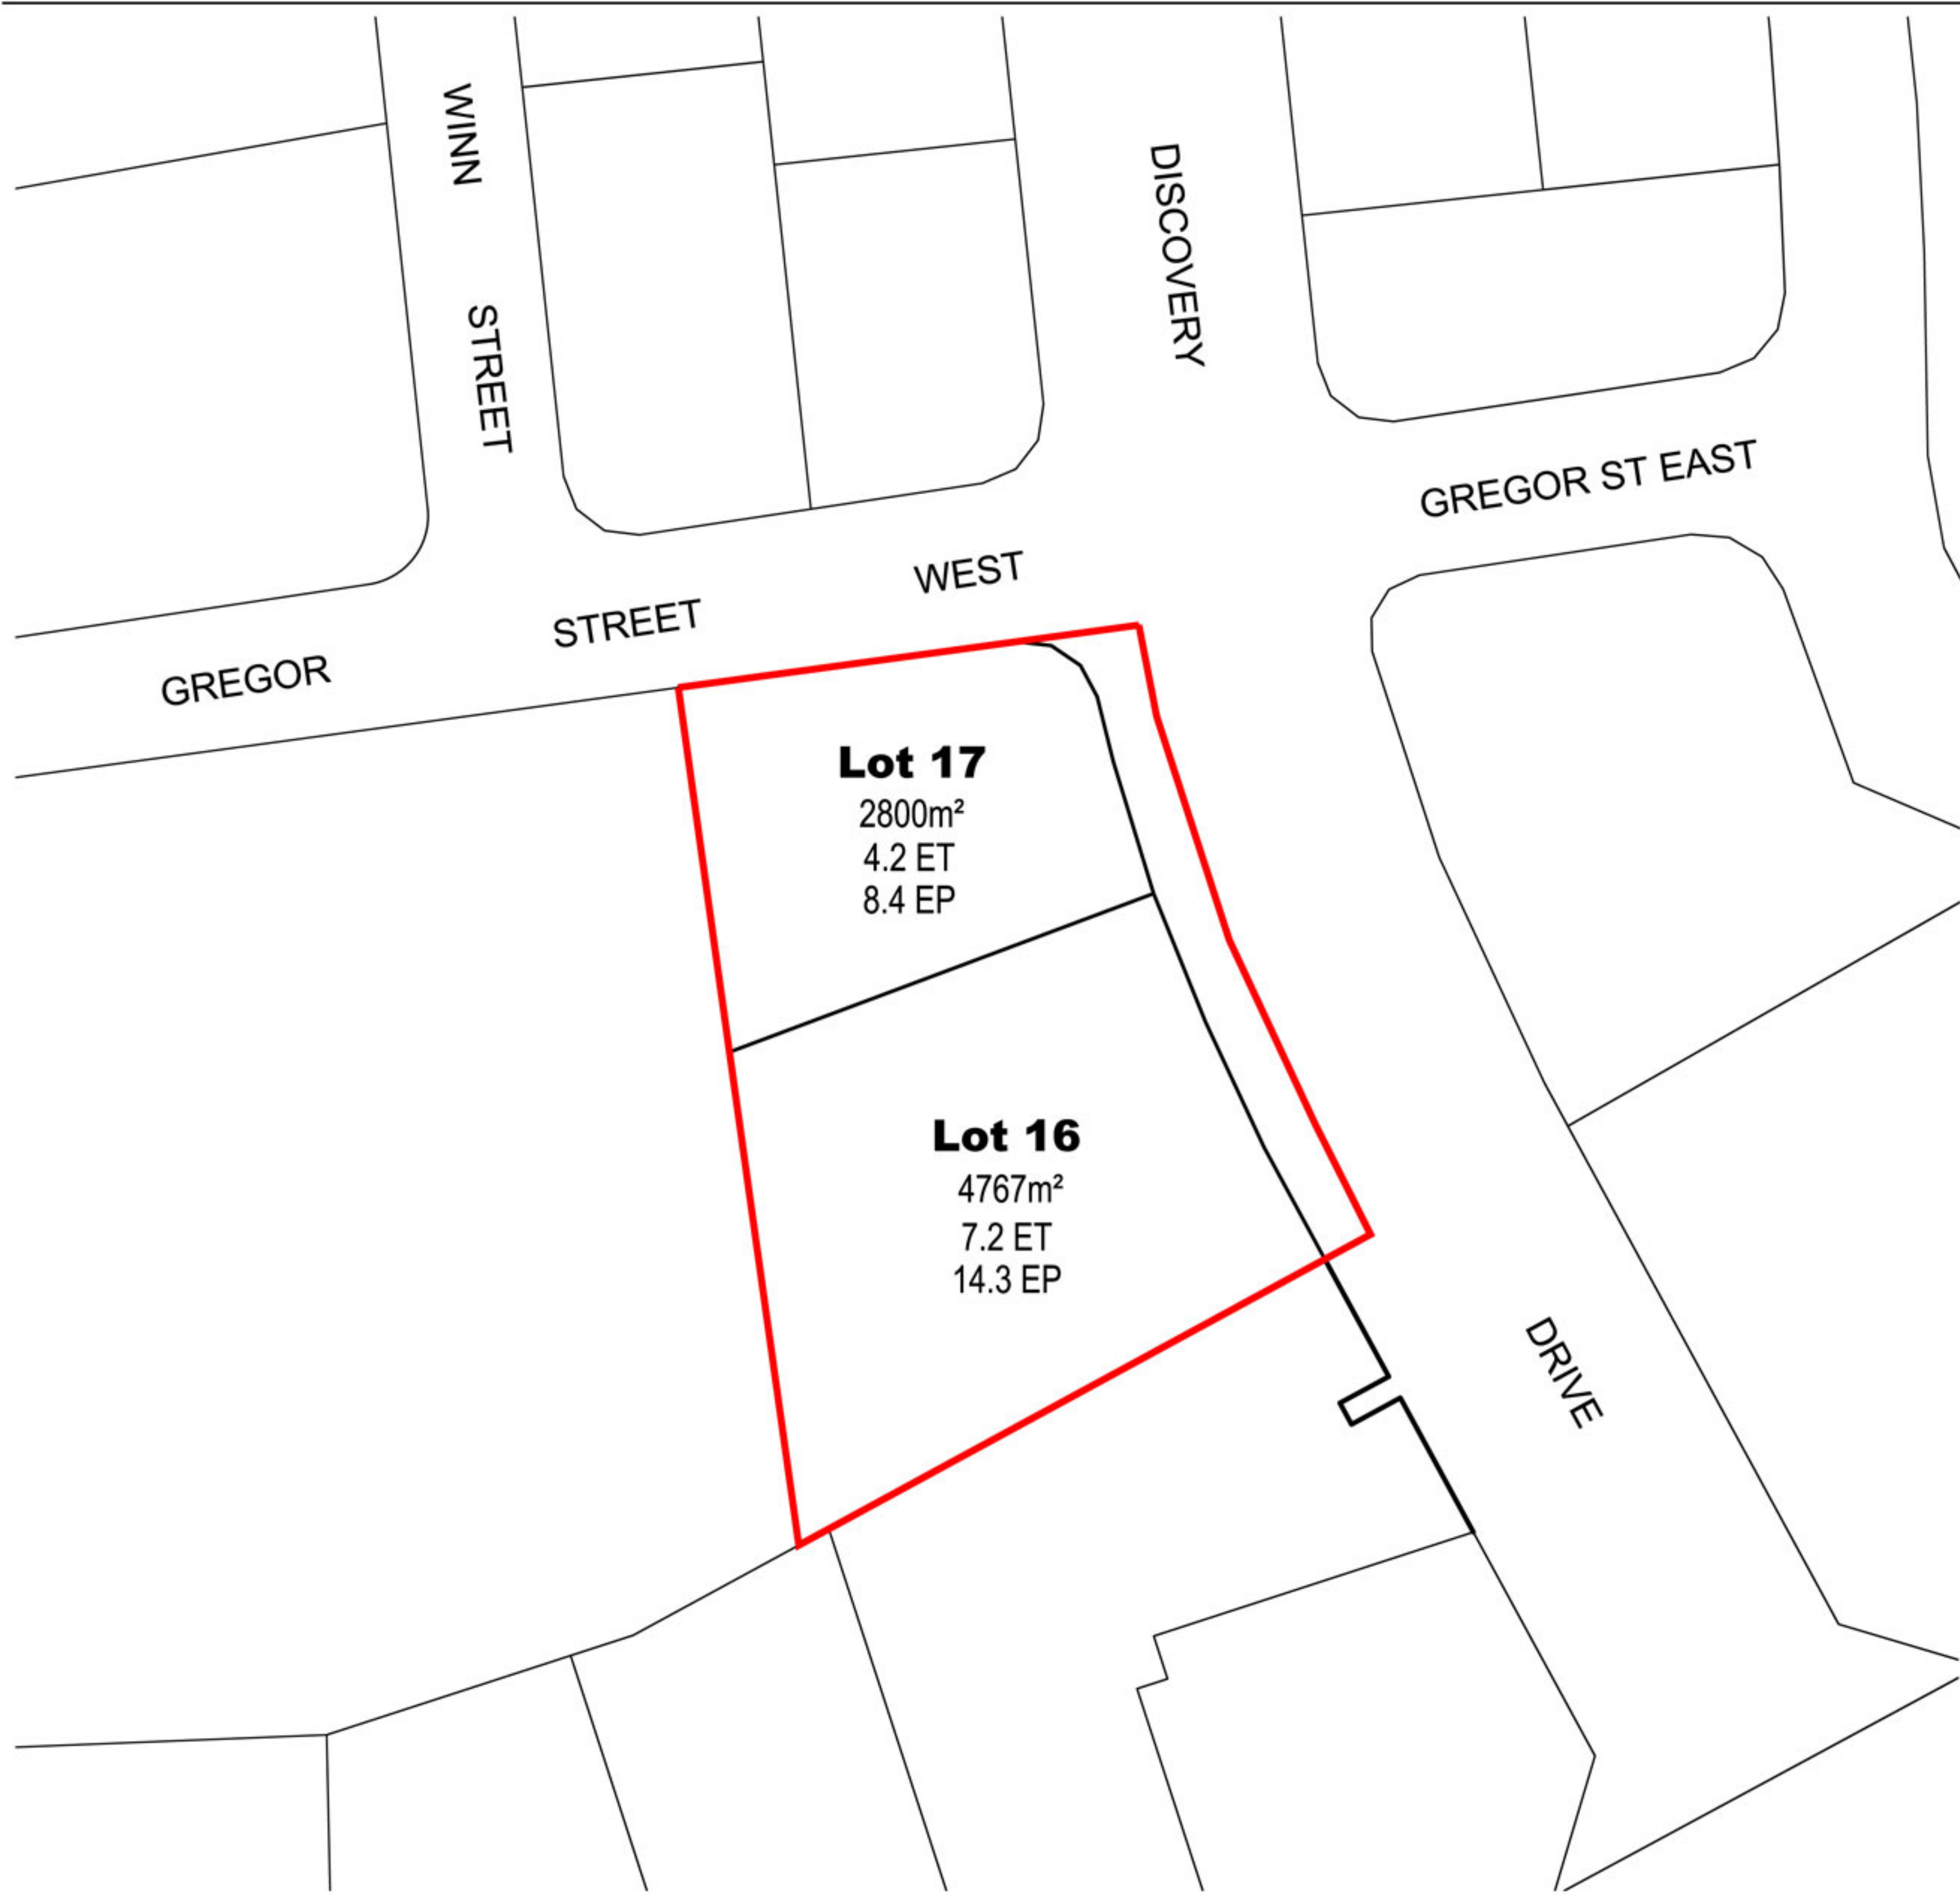 WINN STREET
DISCOVERY
GREGOR ST EAST
GREGOR STREET WEST
Lot 17
2800m²
4.2 ET
8.4 EP
Lot 16
4767m²
7.2 ET
14.3 EP
DRIVE